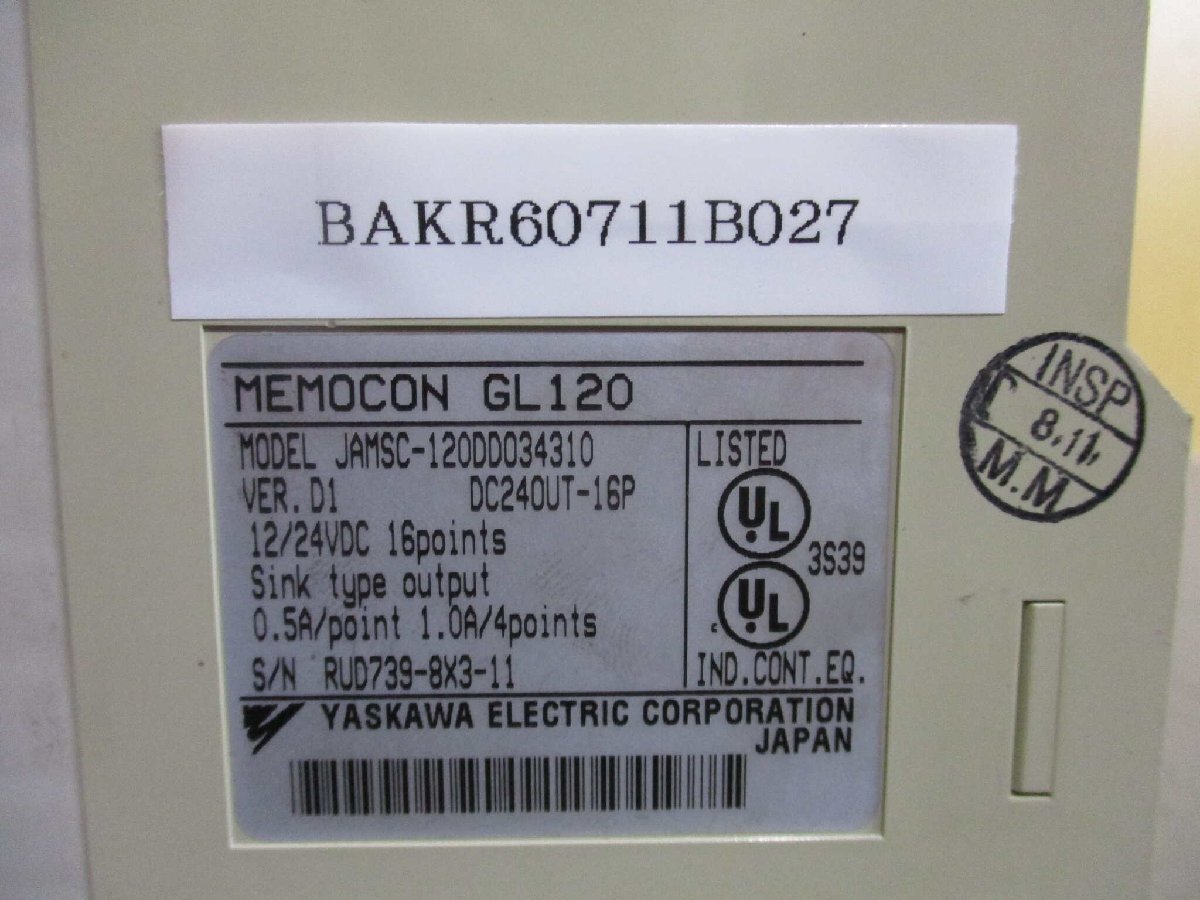 BAKR60711B027
MEMOCON GL120
MODEL JAMSC-120DDO34310
VER. D1 DC24OUT-16P
12/24VDC 16points
Sink type output
0.5A/point 1.0A/4points
S/N RUD739-8X3-11
LISTED
UL
3S39
c UL
IND.CONT.EQ.
YASKAWA ELECTRIC CORPORATION
JAPAN
INSP
8.11
M.M